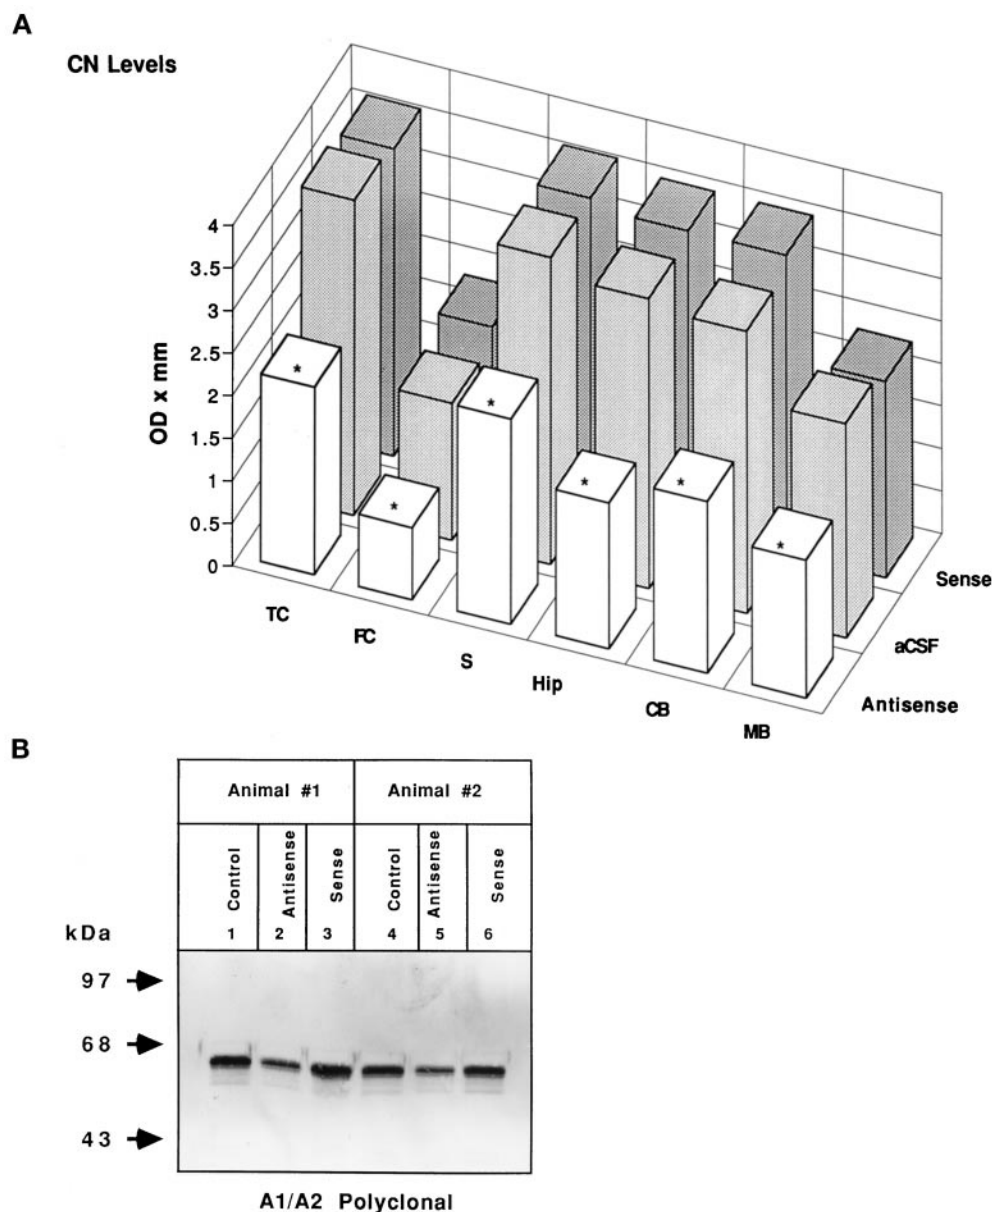 A
CN Levels
4
3.5
3
2.5
2
1.5
1
0.5
0
OD x mm
*
*
*
*
*
*
TC
FC
S
Hip
CB
MB
Sense
aCSF
Antisense
B
Animal #1
Animal #2
Control
Antisense
Sense
Control
Antisense
Sense
1
2
3
4
5
6
kDa
97
68
43
A1/A2 Polyclonal